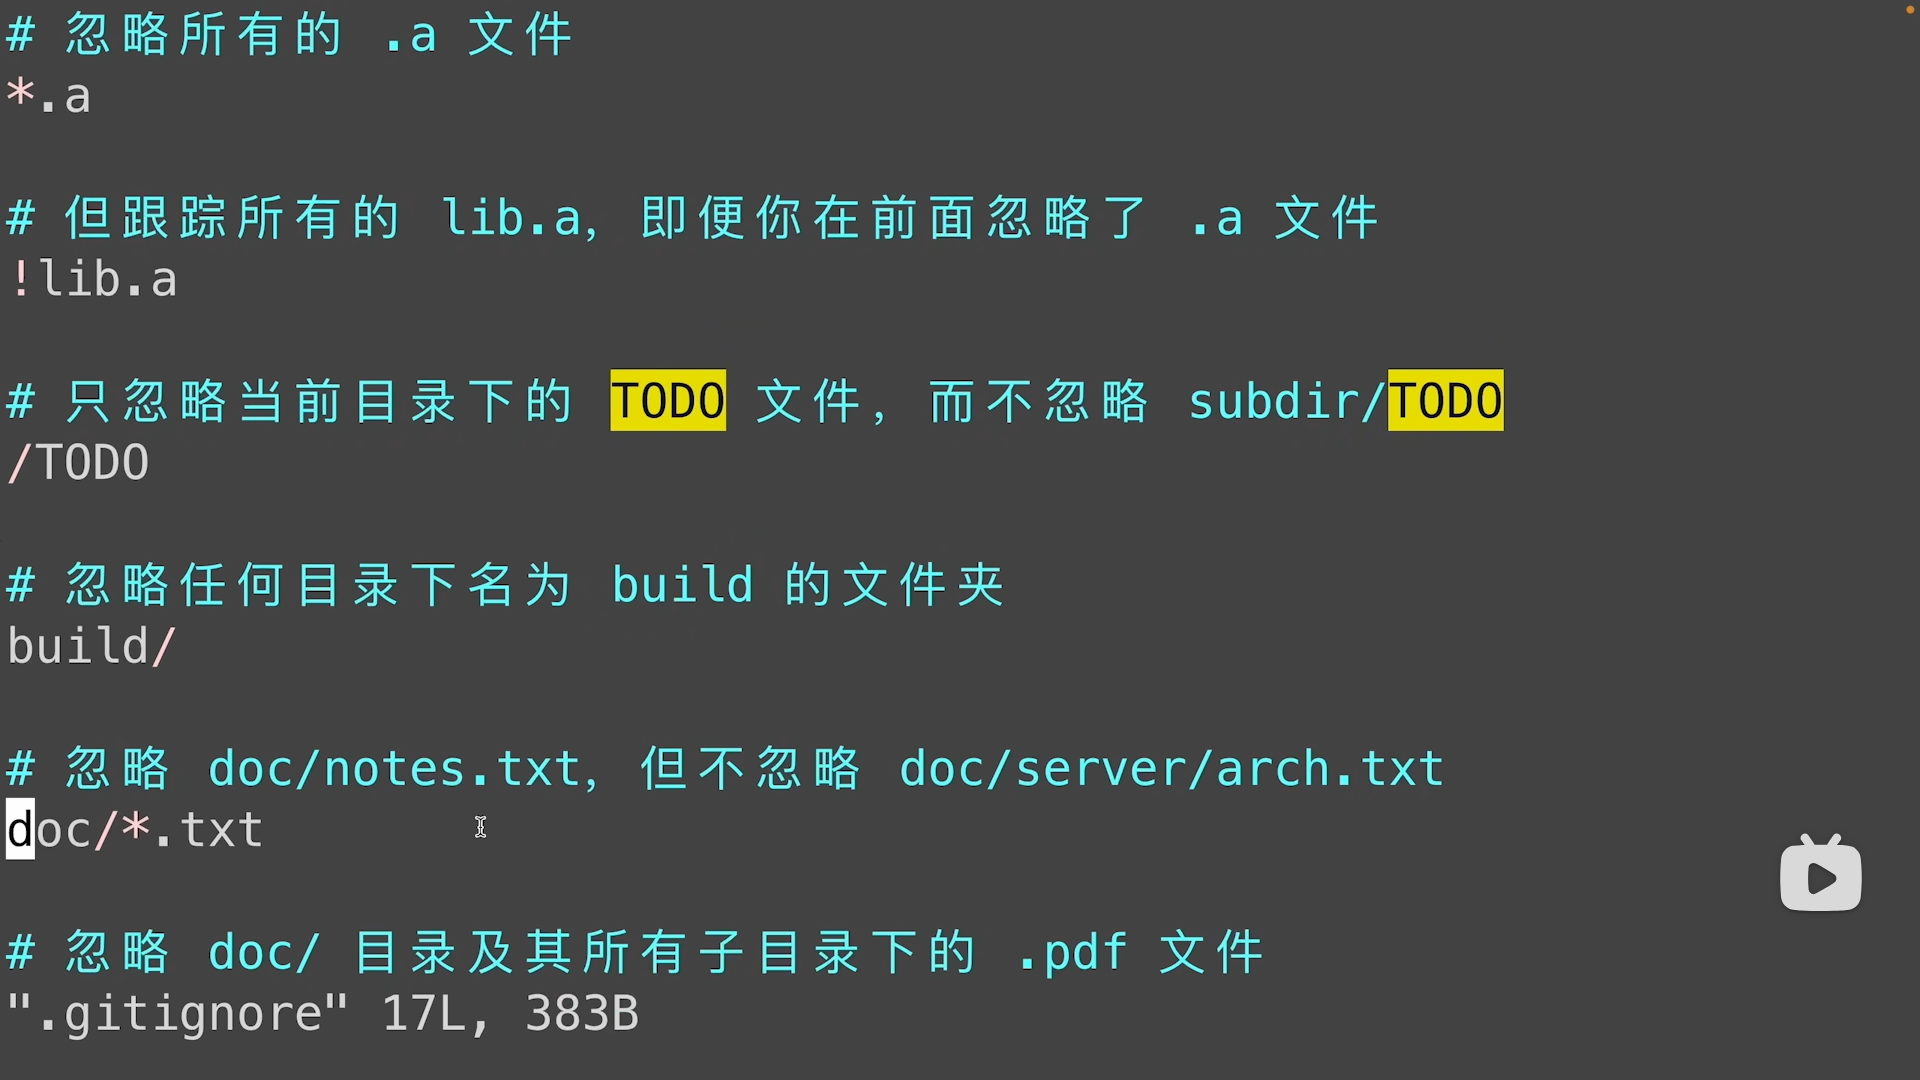 # 忽略所有的 .a 文件
*.a
# 但跟踪所有的 lib.a，即便你在前面忽略了 .a 文件
!lib.a
# 只忽略当前目录下的 TODO 文件，而不忽略 subdir/TODO
/TODO
# 忽略任何目录下名为 build 的文件夹
build/
# 忽略 doc/notes.txt，但不忽略 doc/server/arch.txt
doc/*.txt
# 忽略 doc/ 目录及其所有子目录下的 .pdf 文件
".gitignore" 17L, 383B